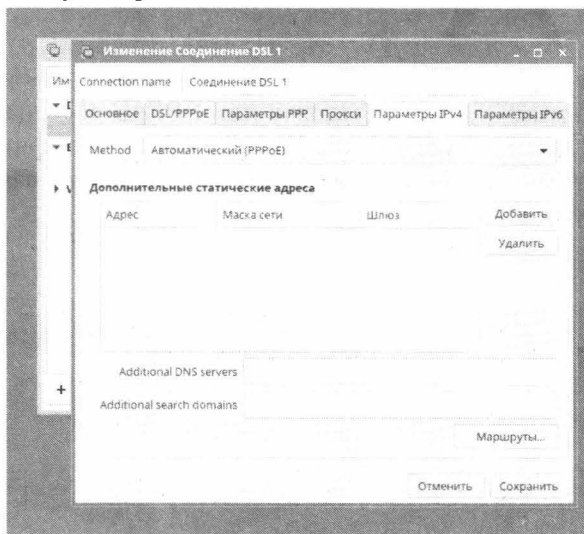 Изменение Соединение DSL 1
Им
Connection name Соединение DSL 1
Основное DSL/PPPoE Параметры PPP Прокси Параметры IPv4 Параметры IPv6
Method Автоматический (PPPoE)
Дополнительные статические адреса
Адрес Маска сети Шлюз Добавить
Удалить
Additional DNS servers
+
Additional search domains
Маршруты...
Отменить Сохранить